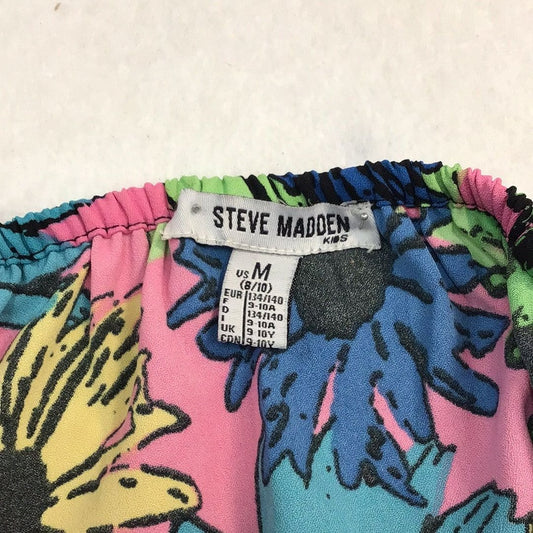 STEVE MADDEN
KIDS
US M
(8/10)
EUR 134/140
F 9-10A
D 134/140
I 9-10A
UK 9-10Y
CDN 9-10Y